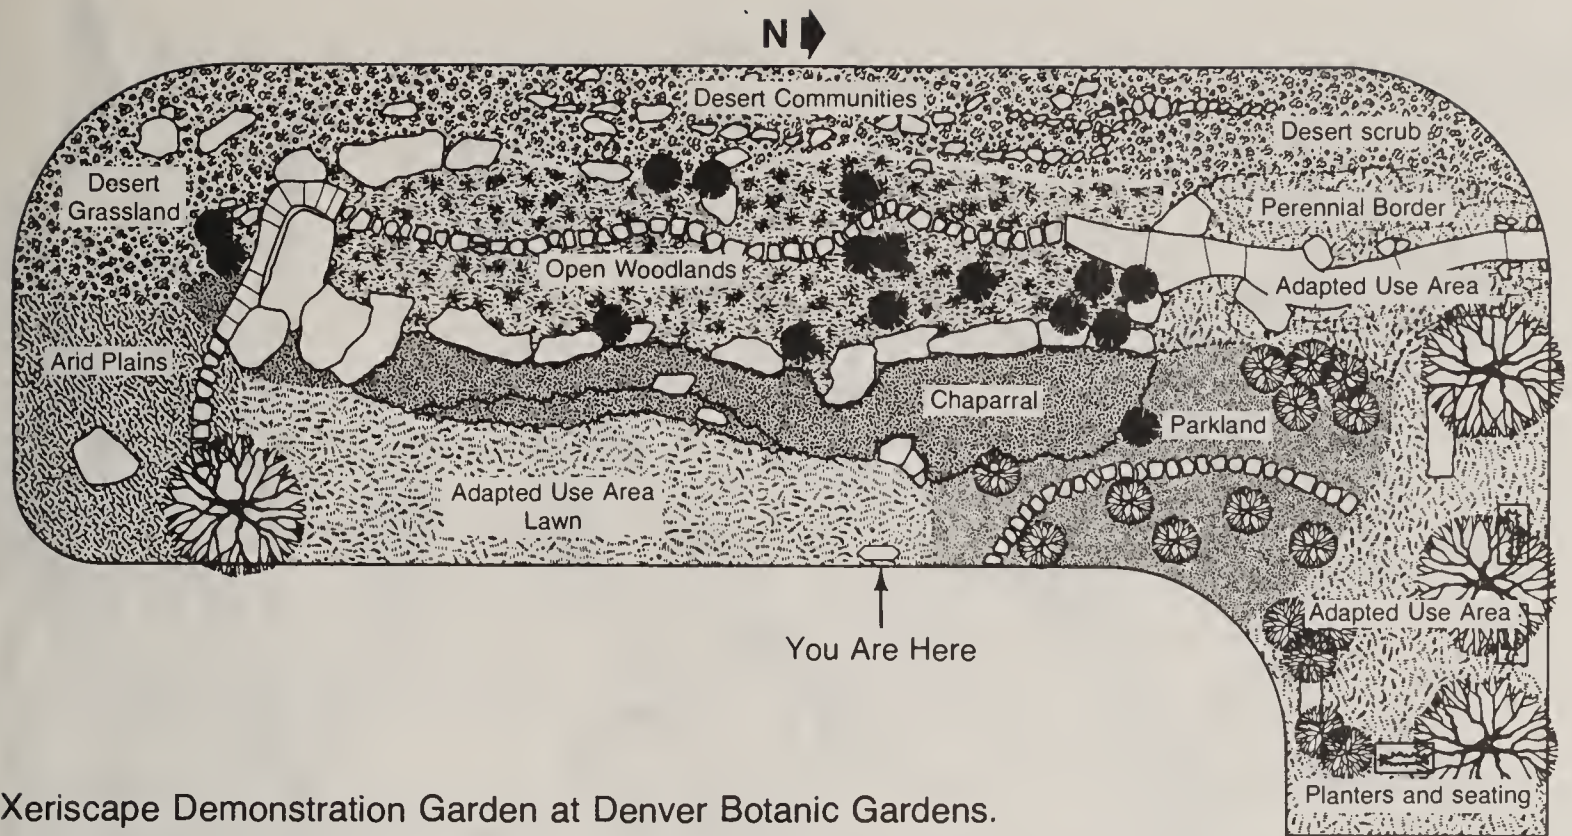 N
Desert Communities
Desert scrub
Desert
Grassland
Perennial Border
Open Woodlands
Adapted Use Area
Arid Plains
Chaparral
Parkland
Adapted Use Area
Lawn
Adapted Use Area
You Are Here
Planters and seating
Xeriscape Demonstration Garden at Denver Botanic Gardens.